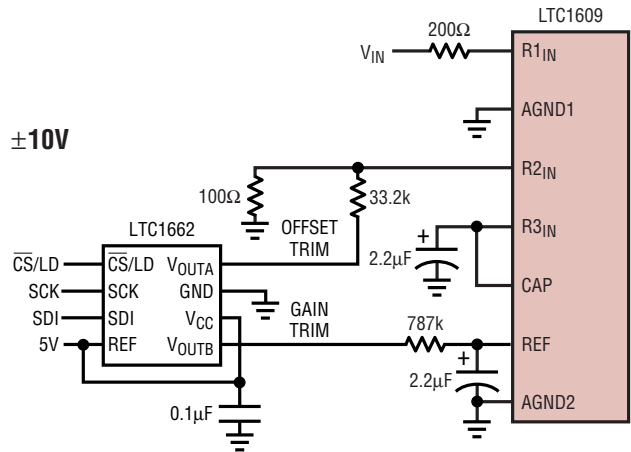 LTC1609
200Ω
V_IN
R1_IN
AGND1
±10V
R2_IN
100Ω
33.2k
OFFSET
TRIM
R3_IN
2.2µF
+
CAP
LTC1662
C̅S̅/LD
C̅S̅/LD
V_OUTA
SCK
SCK
GND
SDI
SDI
V_CC
5V
REF
V_OUTB
GAIN
TRIM
787k
REF
+
2.2µF
AGND2
0.1µF